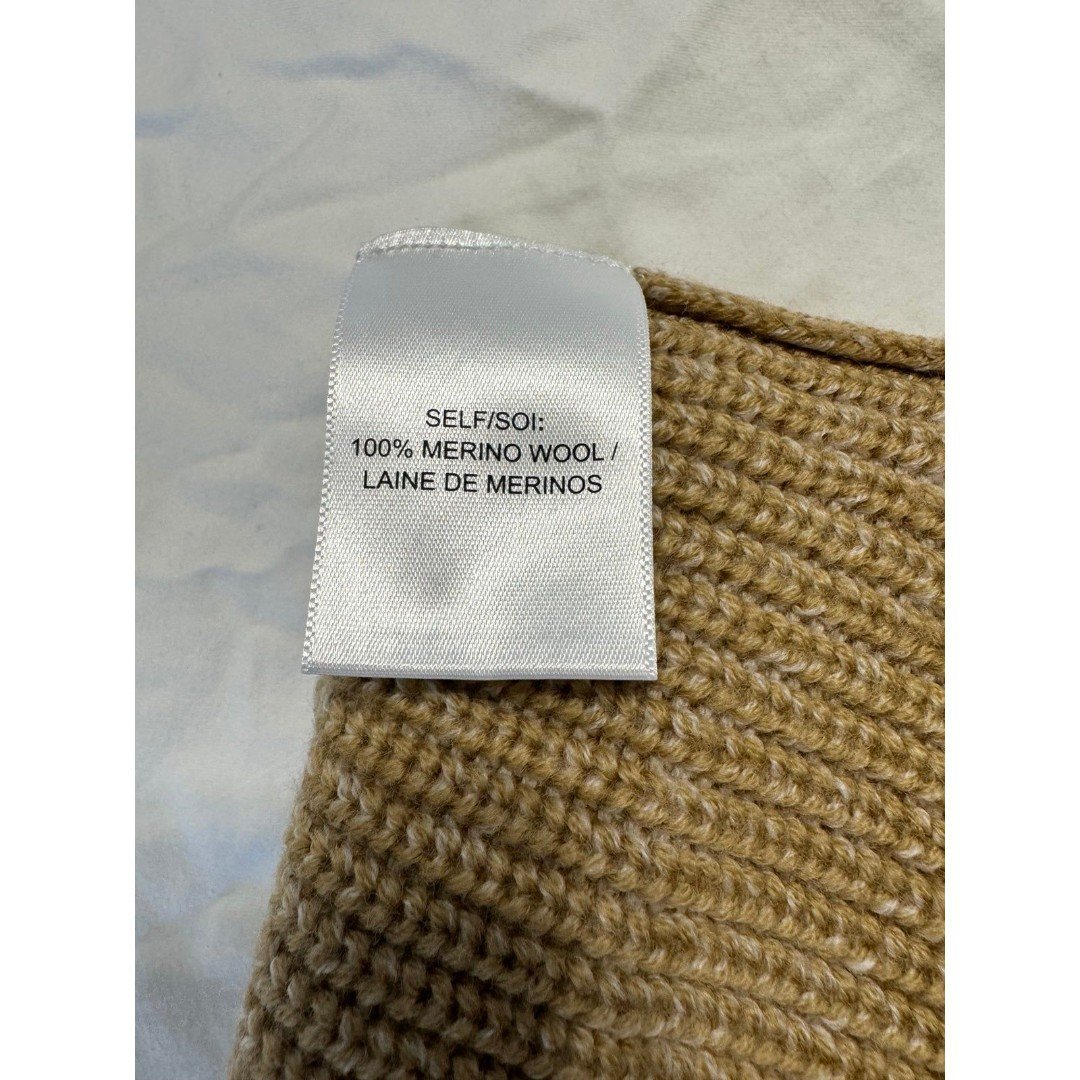 SELF/SOI:
100% MERINO WOOL /
LAINE DE MERINOS